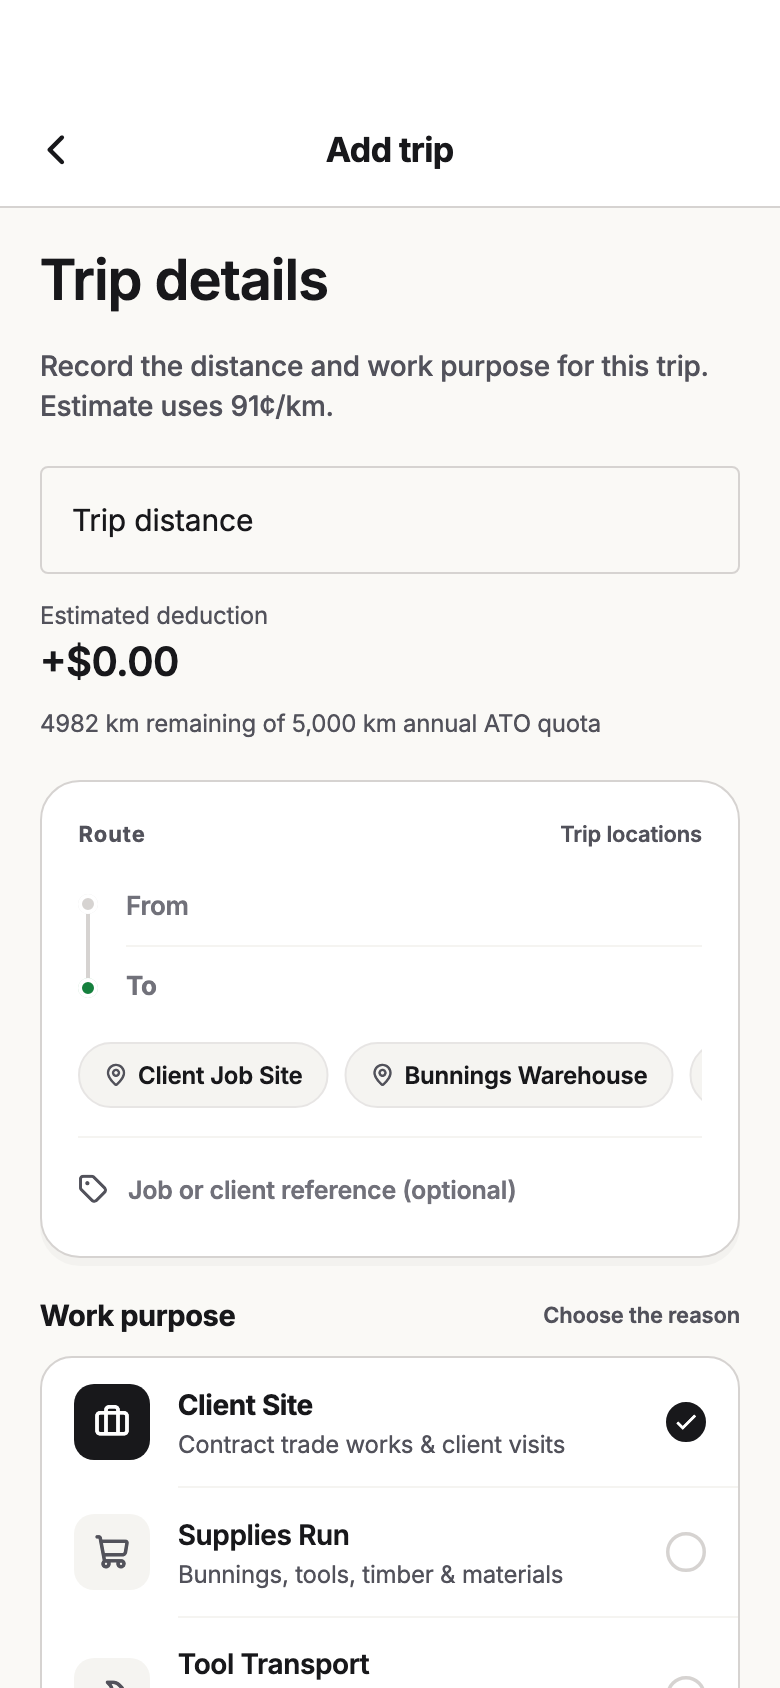 Add trip
Trip details
Record the distance and work purpose for this trip.
Estimate uses 91¢/km.
Trip distance
Estimated deduction
+$0.00
4982 km remaining of 5,000 km annual ATO quota
Route
Trip locations
From
To
Client Job Site
Bunnings Warehouse
Job or client reference (optional)
Work purpose
Choose the reason
Client Site
Contract trade works & client visits
Supplies Run
Bunnings, tools, timber & materials
Tool Transport